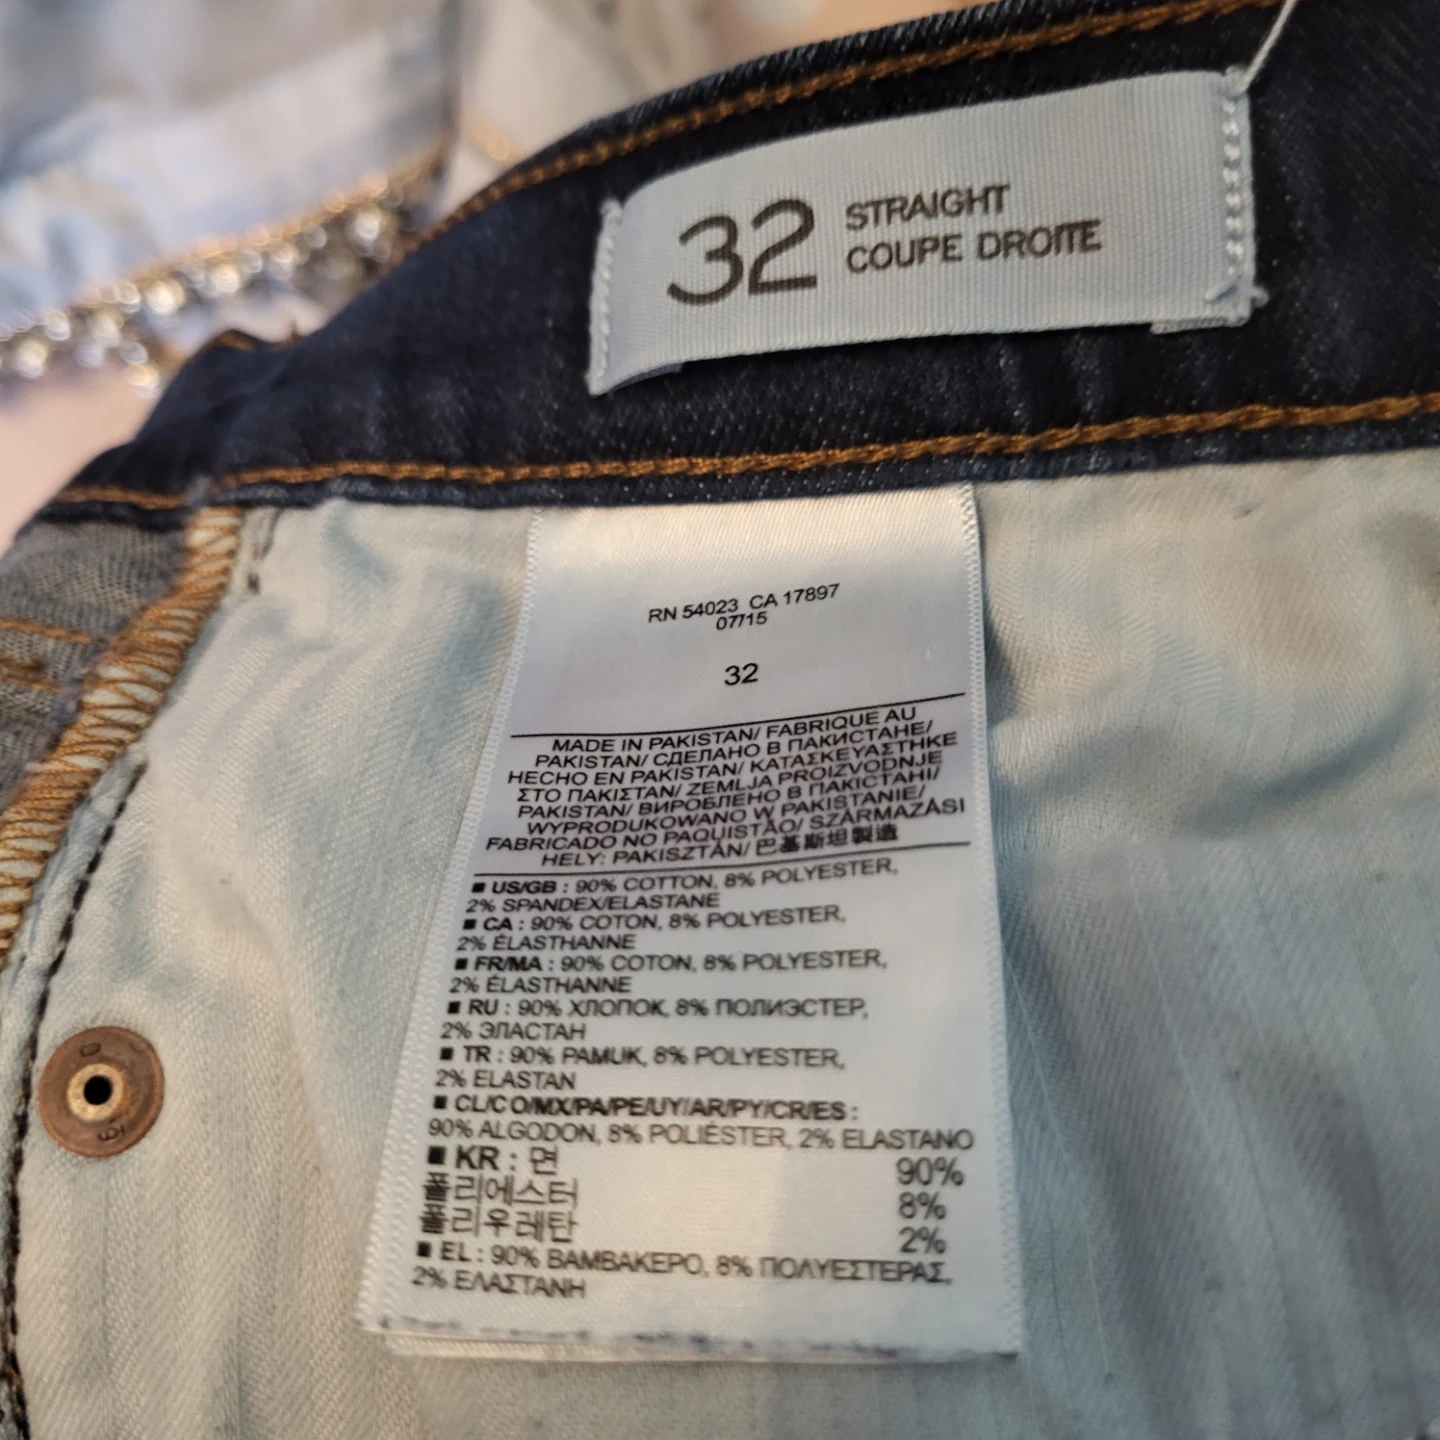 32
STRAIGHT
COUPE DROITE
RN 54023 CA 17897
07/15
32
MADE IN PAKISTAN/ FABRIQUE AU
PAKISTAN/ СДЕЛАНО В ПАКИСТАНЕ/
HECHO EN PAKISTAN/ ΚΑΤΑΣΚΕΥΑΣΤΗΚΕ
ΣΤΟ ΠΑΚΙΣΤΑΝ/ ZEMLJA PROIZVODNJE
PAKISTAN/ ВИРОБЛЕНО В ПАКІСТАНІ/
WYPRODUKOWANO W PAKISTANIE/
FABRICADO NO PAQUISTÃO/ SZÁRMAZÁSI
HELY: PAKISZTÁN/ 巴基斯坦製造
■ US/GB : 90% COTTON, 8% POLYESTER,
2% SPANDEX/ELASTANE
■ CA : 90% COTON, 8% POLYESTER,
2% ÉLASTHANNE
■ FR/MA : 90% COTON, 8% POLYESTER,
2% ÉLASTHANNE
■ RU : 90% ХЛОПОК, 8% ПОЛИЭСТЕР,
2% ЭЛАСТАН
■ TR : 90% PAMUK, 8% POLYESTER,
2% ELASTAN
■ CL/CO/MX/PA/PE/UY/AR/PY/CR/ES :
90% ALGODON, 8% POLIÉSTER, 2% ELASTANO
■ KR : 면 90%
폴리에스터 8%
폴리우레탄 2%
■ EL : 90% ΒΑΜΒΑΚΕΡΟ, 8% ΠΟΛΥΕΣΤΕΡΑΣ,
2% ΕΛΑΣΤΑΝΗ